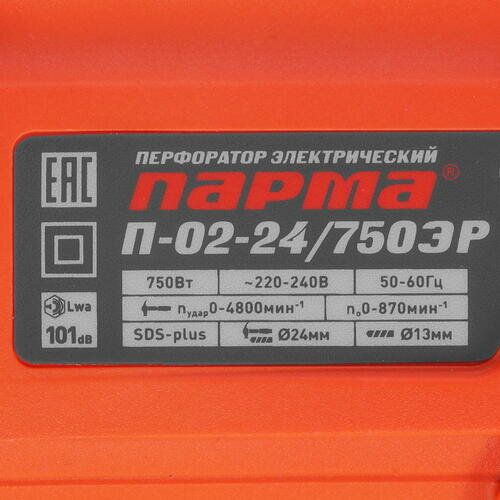 ПЕРФОРАТОР ЭЛЕКТРИЧЕСКИЙ
ПАРМА®
П-02-24/750ЭР
750Вт ~220-240В 50-60Гц
nудар0-4800мин⁻¹ n₀0-870мин⁻¹
SDS-plus Ø24мм Ø13мм
EAC
Lwa
101dB